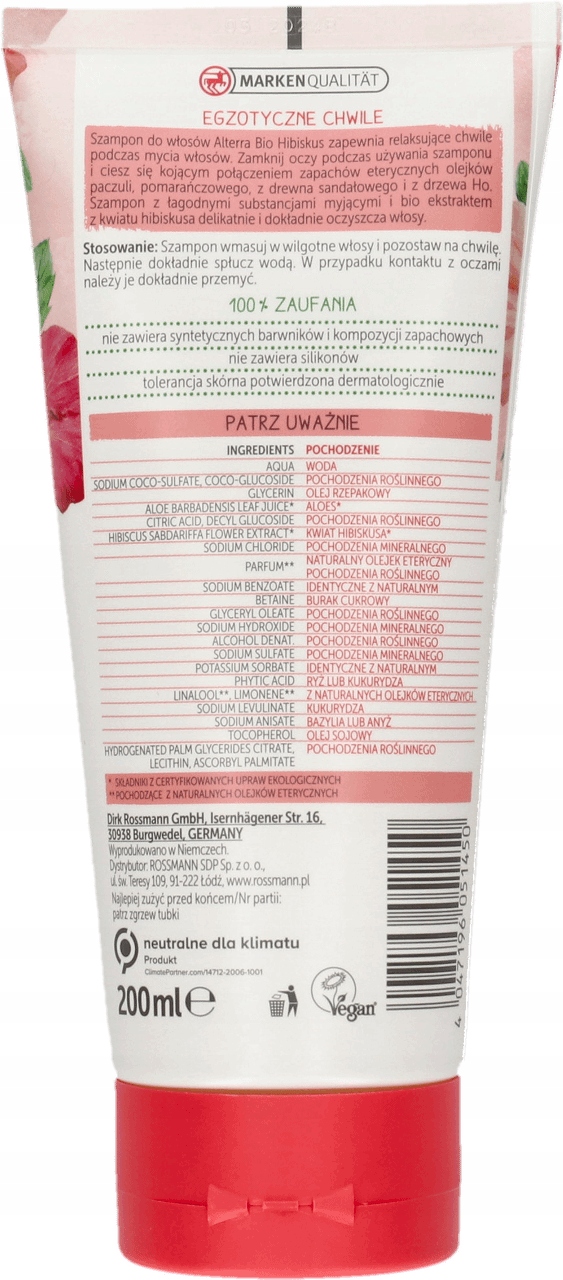 MARKENQUALITÄT
EGZOTYCZNE CHWILE
Szampon do włosów Alterra Bio Hibiskus zapewnia relaksujące chwile
podczas mycia włosów. Zamknij oczy podczas używania szamponu
i ciesz się kojącym połączeniem zapachów eterycznych olejków
paczuli, pomarańczowego, z drewna sandałowego i z drzewa Ho.
Szampon z łagodnymi substancjami myjącymi i bio ekstraktem
z kwiatu hibiskusa delikatnie i dokładnie oczyszcza włosy.
Stosowanie: Szampon wmasuj w wilgotne włosy i pozostaw na chwilę.
Następnie dokładnie spłucz wodą. W przypadku kontaktu z oczami
należy je dokładnie przemyć.
100% ZAUFANIA
nie zawiera syntetycznych barwników i kompozycji zapachowych
nie zawiera silikonów
tolerancja skórna potwierdzona dermatologicznie
PATRZ UWAŻNIE
INGREDIENTS POCHODZENIE
AQUA WODA
SODIUM COCO-SULFATE, COCO-GLUCOSIDE POCHODZENIA ROŚLINNEGO
GLYCERIN OLEJ RZEPAKOWY
ALOE BARBADENSIS LEAF JUICE* ALOES*
CITRIC ACID, DECYL GLUCOSIDE POCHODZENIA ROŚLINNEGO
HIBISCUS SABDARIFFA FLOWER EXTRACT* KWIAT HIBISKUSA*
SODIUM CHLORIDE POCHODZENIA MINERALNEGO
PARFUM** NATURALNY OLEJEK ETERYCZNY
POCHODZENIA ROŚLINNEGO
SODIUM BENZOATE IDENTYCZNE Z NATURALNYM
BETAINE BURAK CUKROWY
GLYCERYL OLEATE POCHODZENIA ROŚLINNEGO
SODIUM HYDROXIDE POCHODZENIA MINERALNEGO
ALCOHOL DENAT. POCHODZENIA ROŚLINNEGO
SODIUM SULFATE POCHODZENIA MINERALNEGO
POTASSIUM SORBATE IDENTYCZNE Z NATURALNYM
PHYTIC ACID RYŻ LUB KUKURYDZA
LINALOOL**, LIMONENE** Z NATURALNYCH OLEJKÓW ETERYCZNYCH
SODIUM LEVULINATE KUKURYDZA
SODIUM ANISATE BAZYLIA LUB ANYŻ
TOCOPHEROL OLEJ SOJOWY
HYDROGENATED PALM GLYCERIDES CITRATE, POCHODZENIA ROŚLINNEGO
LECITHIN, ASCORBYL PALMITATE
* SKŁADNIKI Z CERTYFIKOWANYCH UPRAW EKOLOGICZNYCH
** POCHODZĄCE Z NATURALNYCH OLEJKÓW ETERYCZNYCH
Dirk Rossmann GmbH, Isernhägener Str. 16,
30938 Burgwedel, GERMANY
Wyprodukowano w Niemczech.
Dystrybutor: ROSSMANN SDP Sp. z o. o.,
ul. św. Teresy 109, 91-222 Łódź, www.rossmann.pl
Najlepiej zużyć przed końcem/Nr partii:
patrz zgrzew tubki
neutralne dla klimatu
Produkt
ClimatePartner.com/14712-2006-1001
200 ml e
Vegan
4 047196 051450